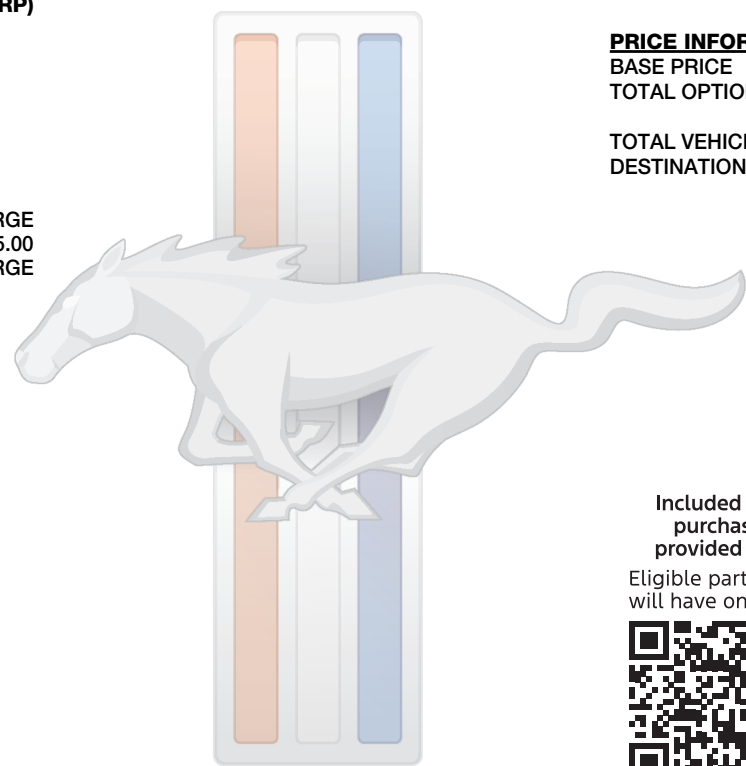 RP)
PRICE INFOR
BASE PRICE
TOTAL OPTIO
TOTAL VEHICL
DESTINATION
RGE
5.00
RGE
Included
purchas
provided
Eligible part
will have on